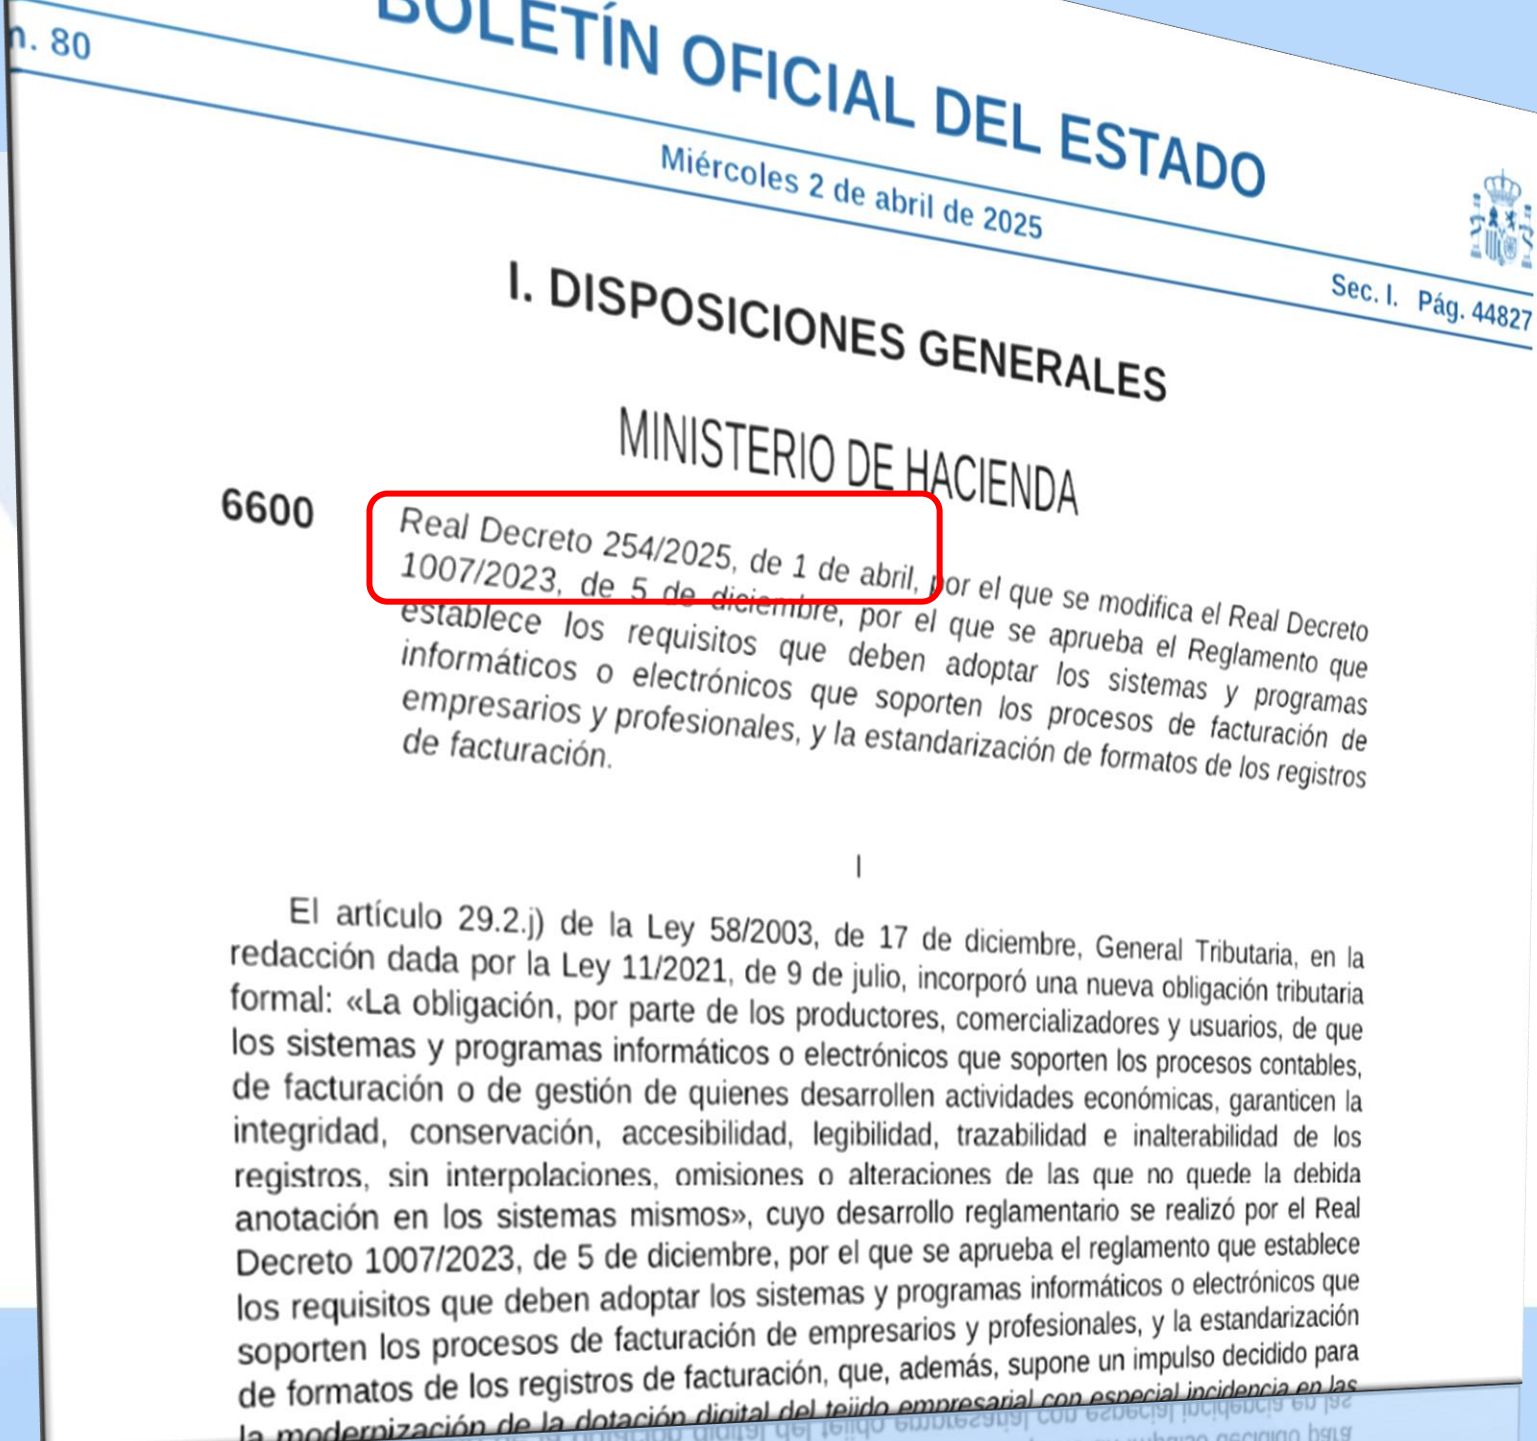 BOLETÍN OFICIAL DEL ESTADO
n. 80
Miércoles 2 de abril de 2025
Sec. I. Pág. 44827
I. DISPOSICIONES GENERALES
MINISTERIO DE HACIENDA
6600
Real Decreto 254/2025, de 1 de abril, por el que se modifica el Real Decreto
1007/2023, de 5 de diciembre, por el que se aprueba el Reglamento que
establece los requisitos que deben adoptar los sistemas y programas
informáticos o electrónicos que soporten los procesos de facturación de
empresarios y profesionales, y la estandarización de formatos de los registros
de facturación.
I
El artículo 29.2.j) de la Ley 58/2003, de 17 de diciembre, General Tributaria, en la
redacción dada por la Ley 11/2021, de 9 de julio, incorporó una nueva obligación tributaria
formal: «La obligación, por parte de los productores, comercializadores y usuarios, de que
los sistemas y programas informáticos o electrónicos que soporten los procesos contables,
de facturación o de gestión de quienes desarrollen actividades económicas, garanticen la
integridad, conservación, accesibilidad, legibilidad, trazabilidad e inalterabilidad de los
registros, sin interpolaciones, omisiones o alteraciones de las que no quede la debida
anotación en los sistemas mismos», cuyo desarrollo reglamentario se realizó por el Real
Decreto 1007/2023, de 5 de diciembre, por el que se aprueba el reglamento que establece
los requisitos que deben adoptar los sistemas y programas informáticos o electrónicos que
soporten los procesos de facturación de empresarios y profesionales, y la estandarización
de formatos de los registros de facturación, que, además, supone un impulso decidido para
la modernización de la dotación digital del tejido empresarial con especial incidencia en las